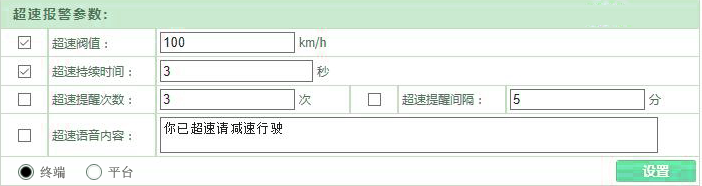 超速报警参数:
超速阀值： 100 km/h
超速持续时间： 3 秒
超速提醒次数： 3 次 超速提醒间隔： 5 分
超速语音内容： 你已超速请减速行驶
终端 平台 设置